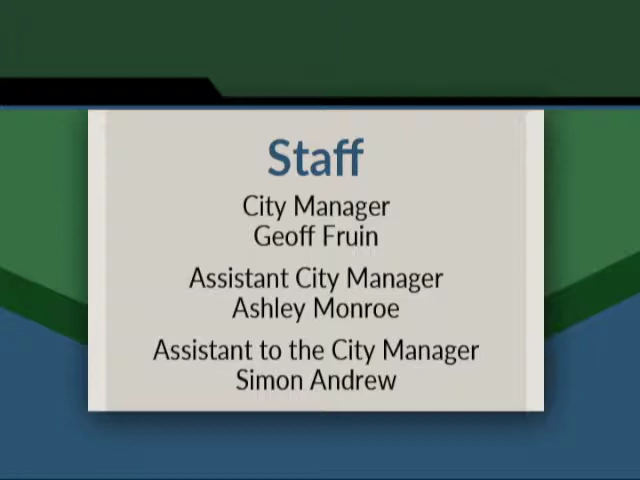 Staff
City Manager
Geoff Fruin
Assistant City Manager
Ashley Monroe
Assistant to the City Manager
Simon Andrew